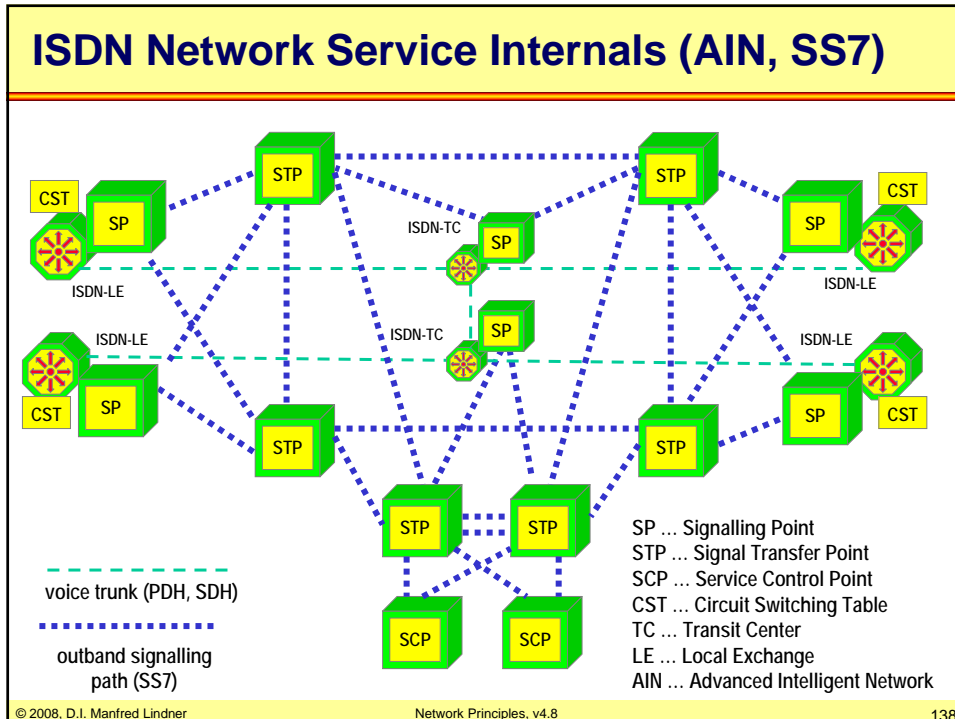 ISDN Network Service Internals (AIN, SS7)
STP
STP
CST
CST
SP
SP
ISDN-TC
SP
ISDN-LE
ISDN-LE
ISDN-LE
ISDN-TC
SP
ISDN-LE
CST
SP
SP
CST
STP
STP
STP
STP
SCP
SCP
voice trunk (PDH, SDH)
outband signalling
path (SS7)
SP ... Signalling Point
STP ... Signal Transfer Point
SCP ... Service Control Point
CST ... Circuit Switching Table
TC ... Transit Center
LE ... Local Exchange
AIN ... Advanced Intelligent Network
© 2008, D.I. Manfred Lindner
Network Principles, v4.8
138